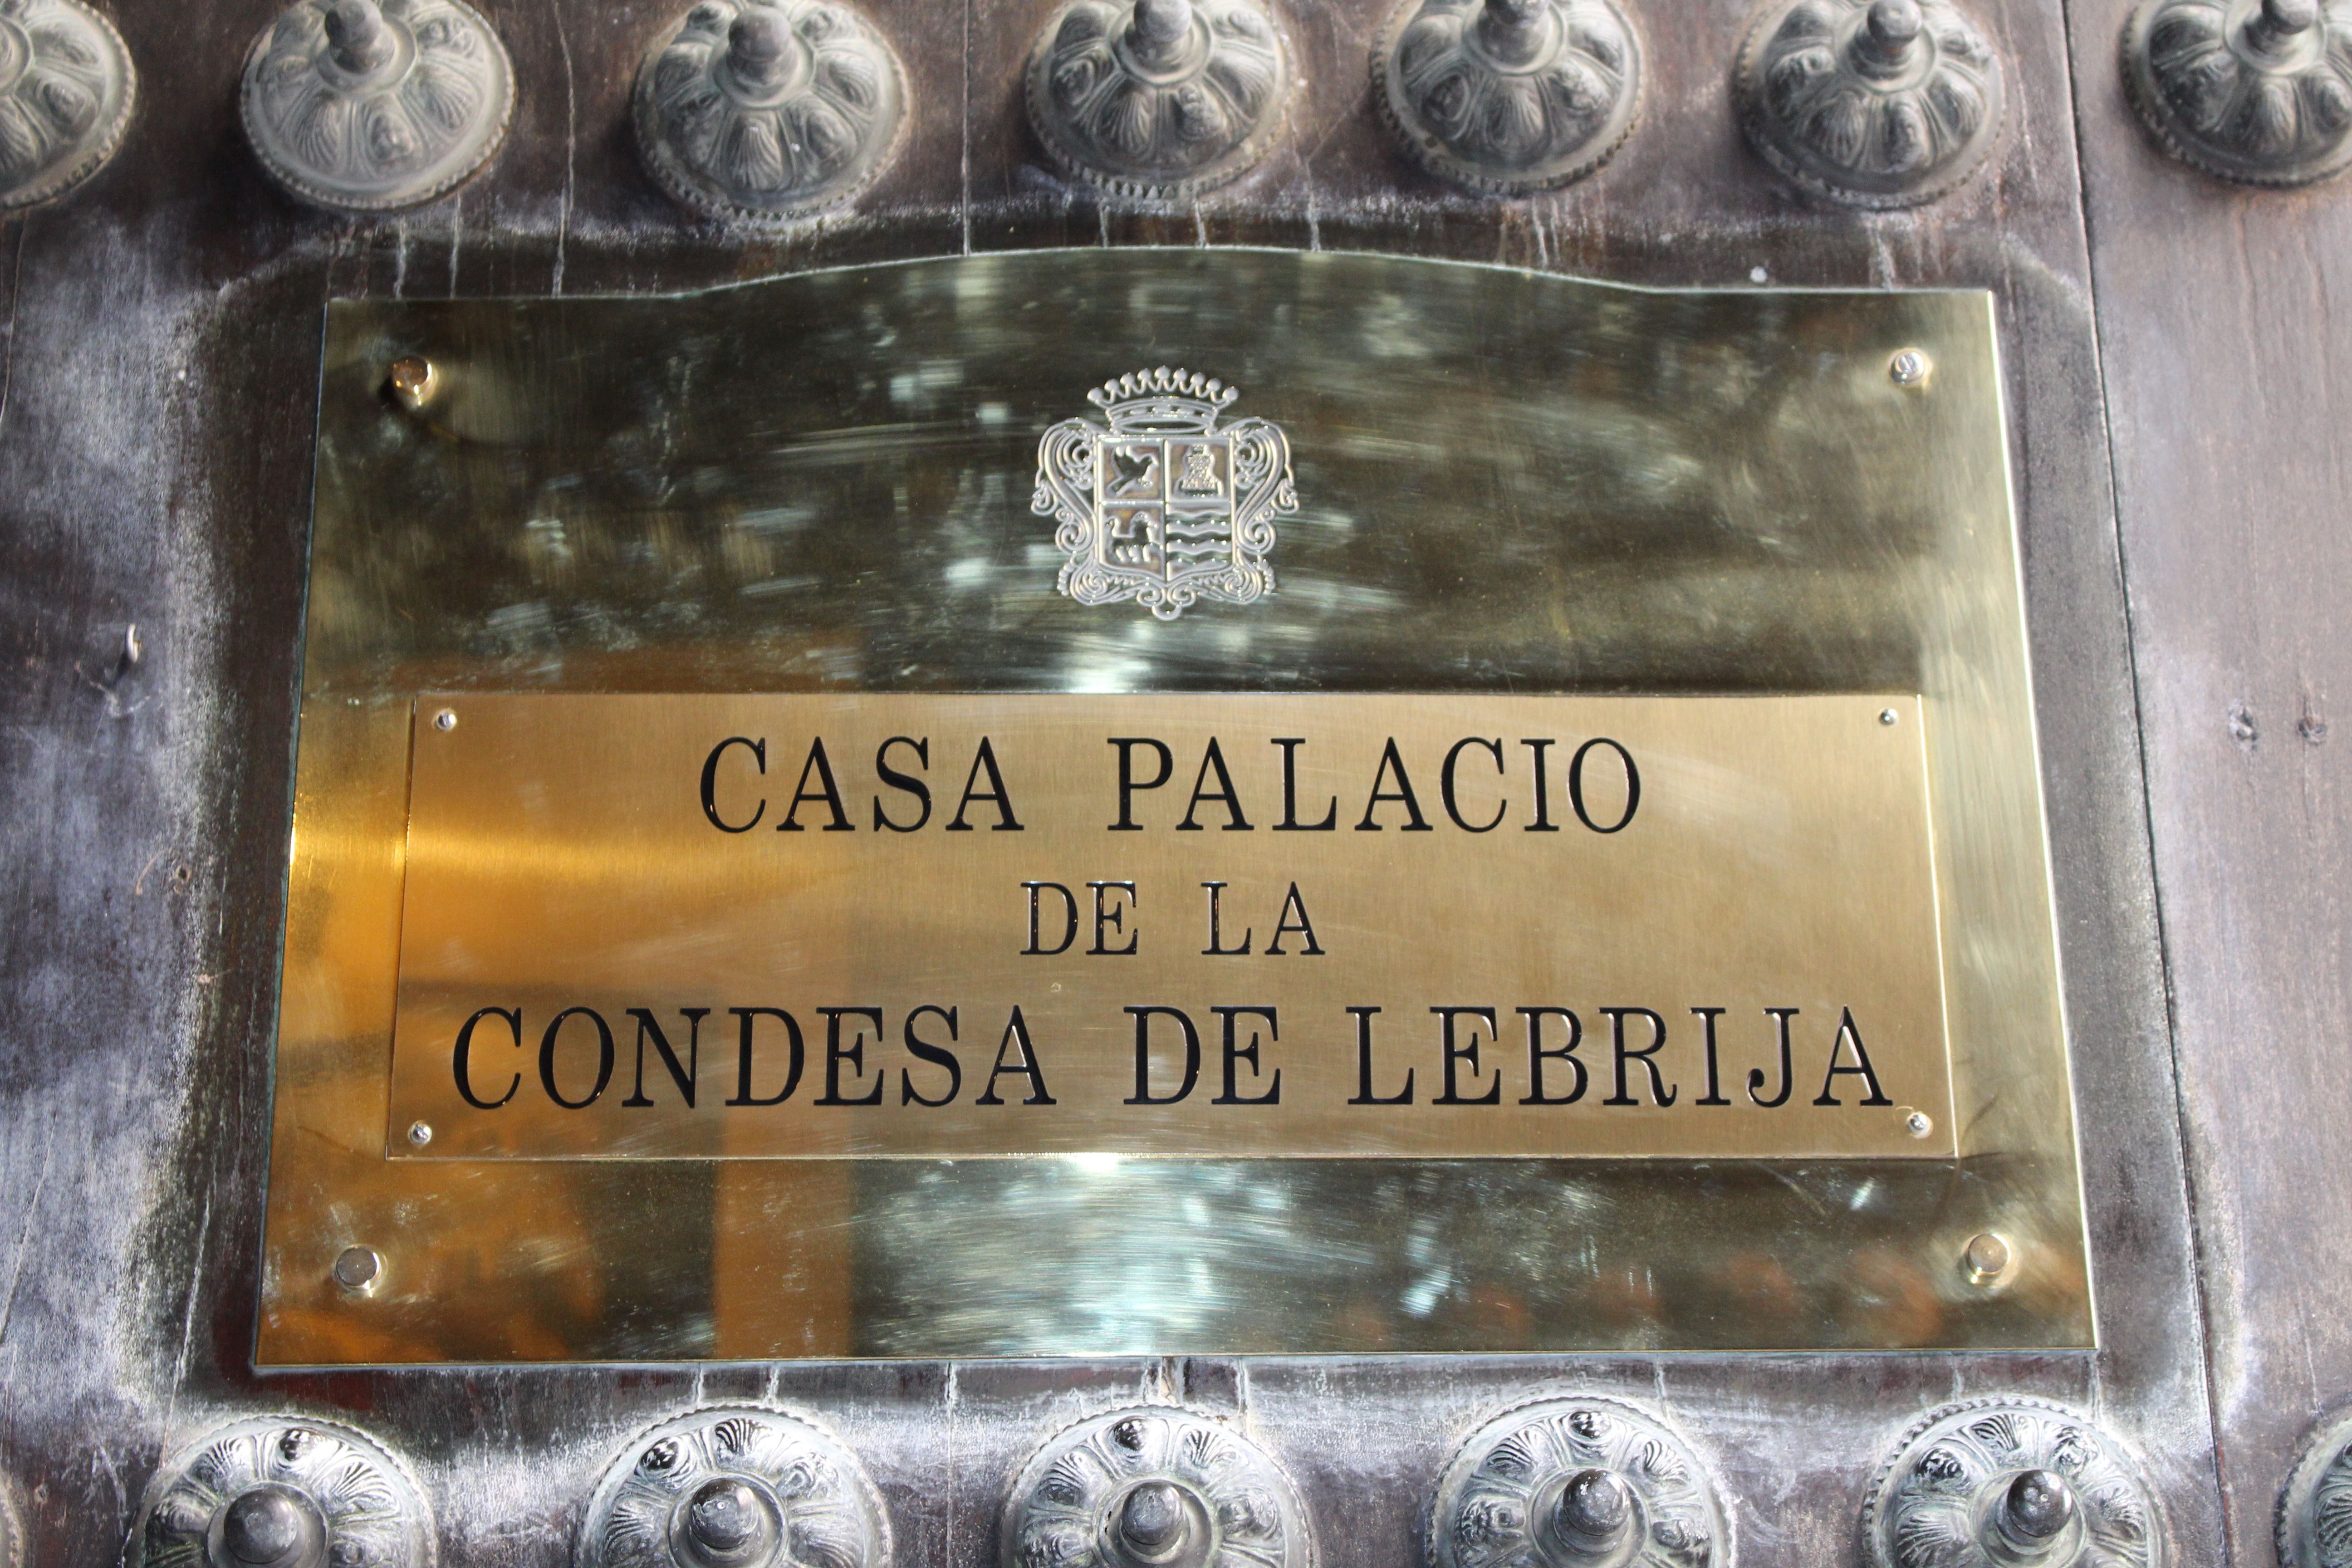 CASA PALACIO
DE LA
CONDESA DE LEBRIJA